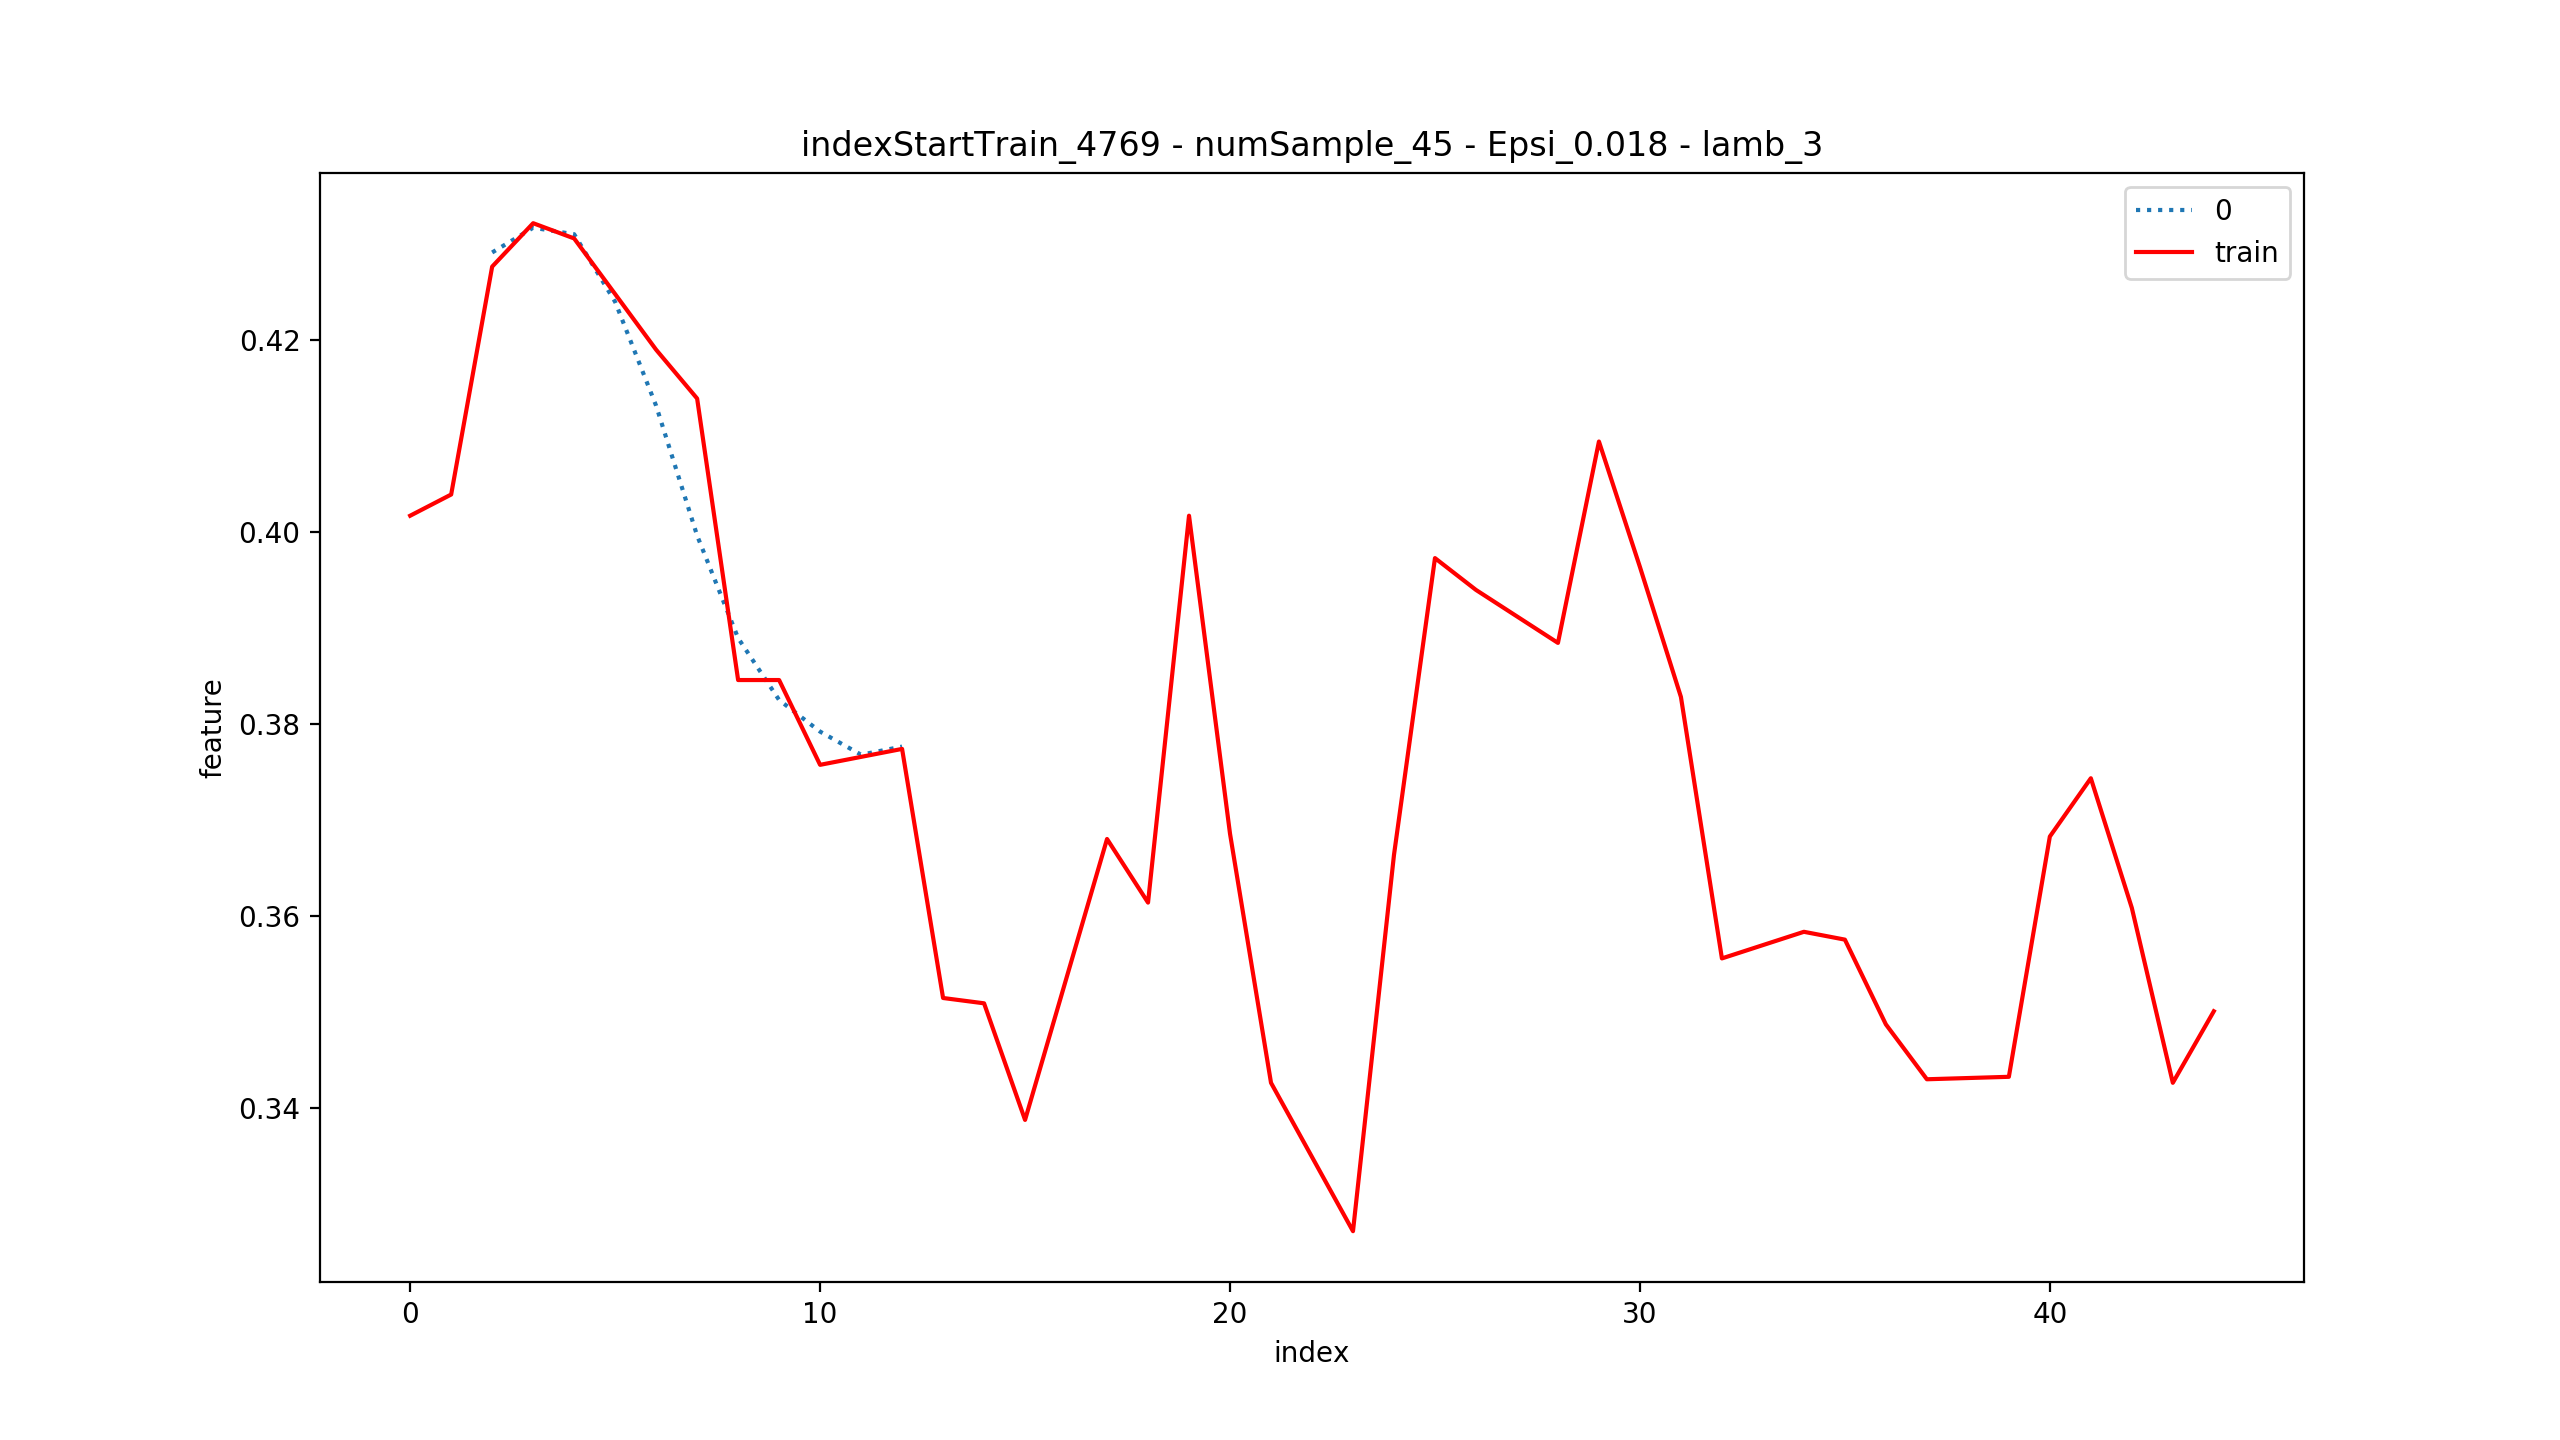 indexStartTrain_4769 - numSample_45 - Epsi_0.018 - lamb_3
0
train
feature
0.42
0.40
0.38
0.36
0.34
0
10
20
30
40
index